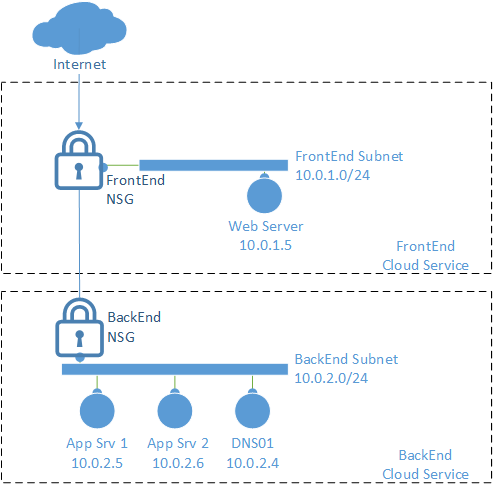 Internet
FrontEnd
NSG
FrontEnd Subnet
10.0.1.0/24
Web Server
10.0.1.5
FrontEnd
Cloud Service
BackEnd
NSG
BackEnd Subnet
10.0.2.0/24
App Srv 1
10.0.2.5
App Srv 2
10.0.2.6
DNS01
10.0.2.4
BackEnd
Cloud Service